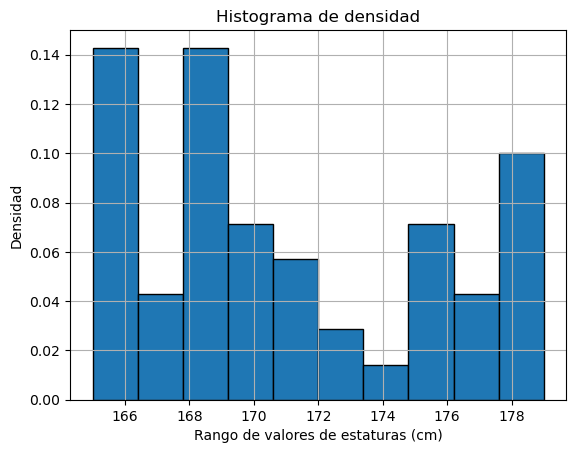 Histograma de densidad
0.14
0.12
0.10
0.08
0.06
0.04
0.02
0.00
Densidad
166 168 170 172 174 176 178
Rango de valores de estaturas (cm)